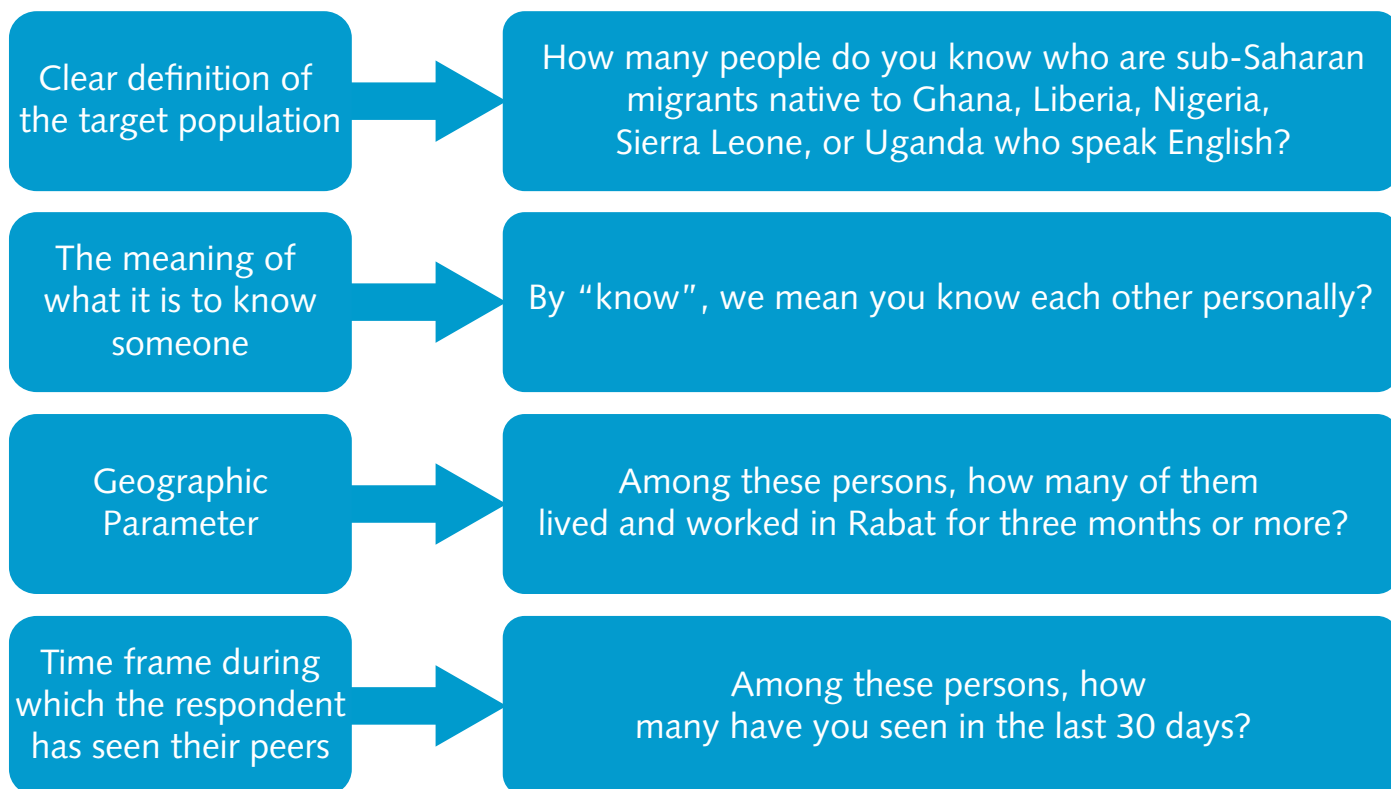 Clear definition of
the target population
How many people do you know who are sub-Saharan
migrants native to Ghana, Liberia, Nigeria,
Sierra Leone, or Uganda who speak English?
The meaning of
what it is to know
someone
By “know”, we mean you know each other personally?
Geographic
Parameter
Among these persons, how many of them
lived and worked in Rabat for three months or more?
Time frame during
which the respondent
has seen their peers
Among these persons, how
many have you seen in the last 30 days?